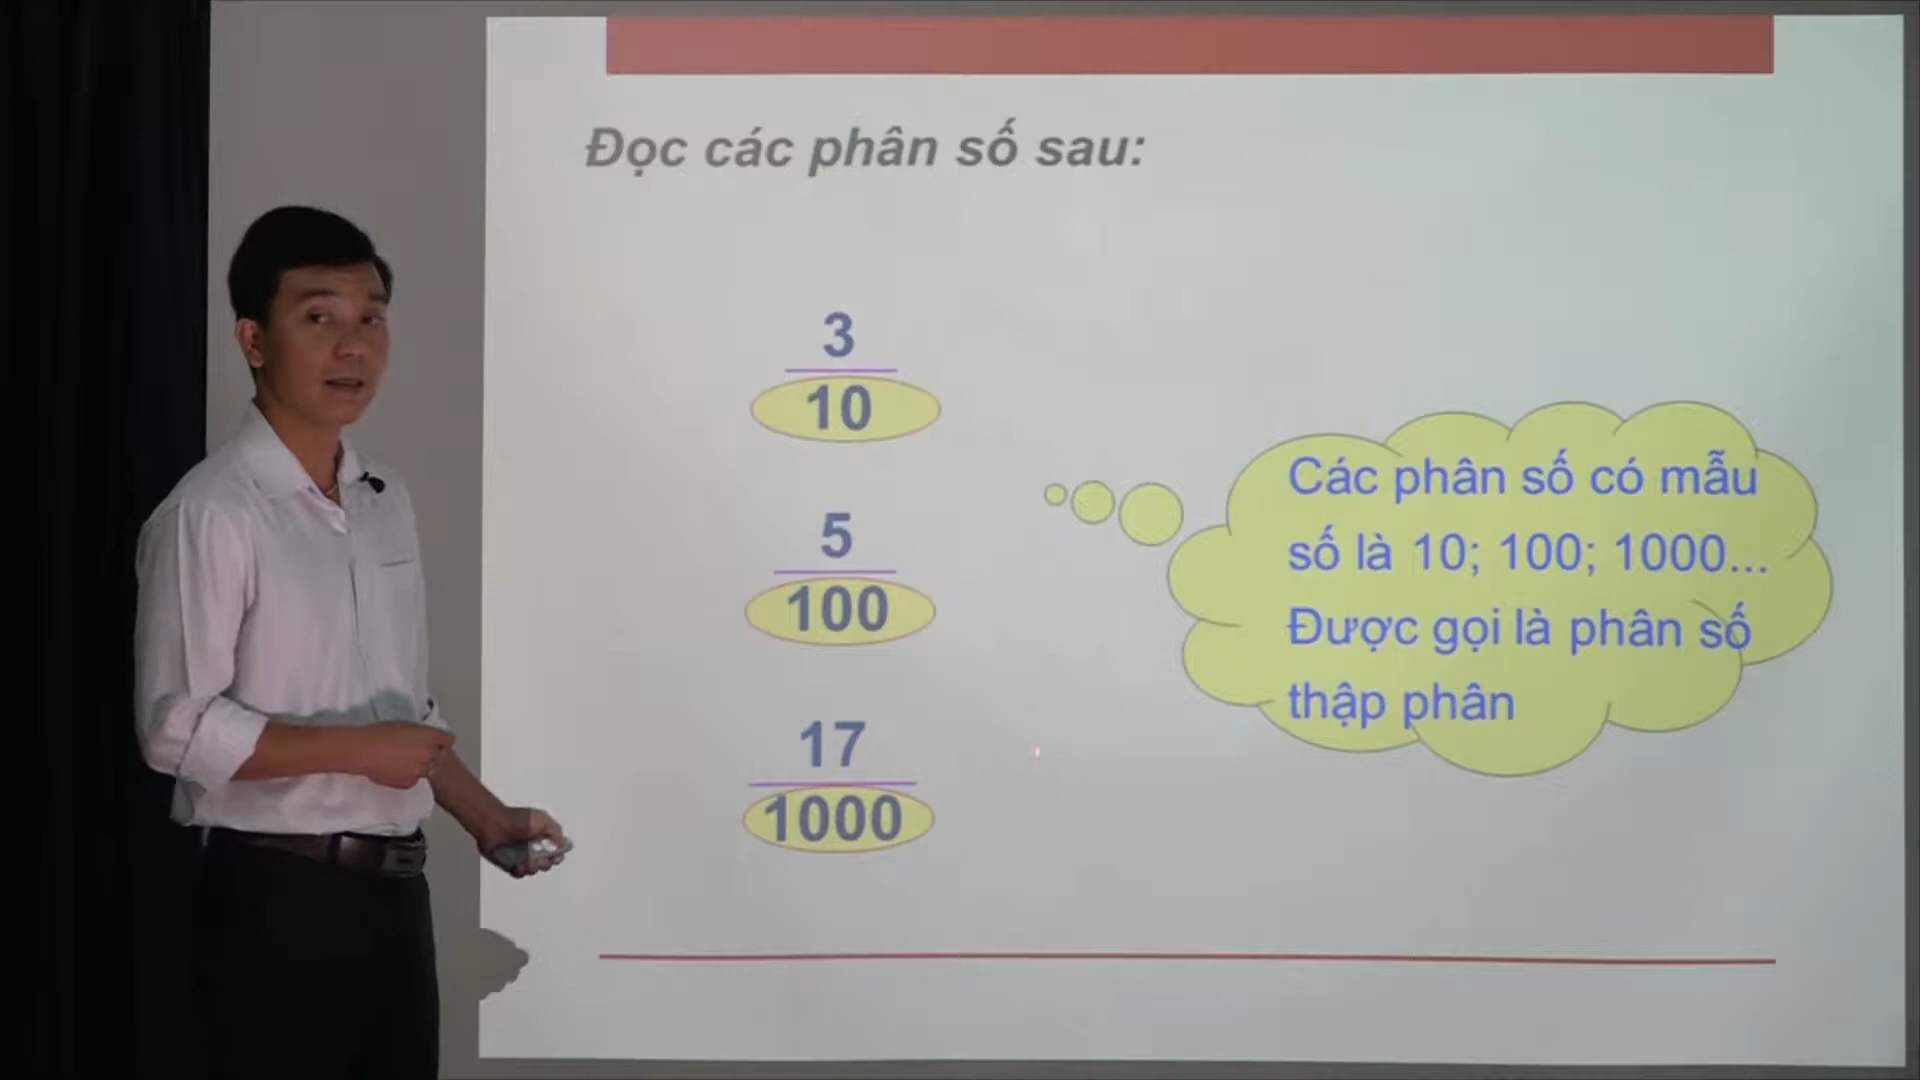 Đọc các phân số sau:
3
10
5
100
17
1000
Các phân số có mẫu
số là 10; 100; 1000...
Được gọi là phân số
thập phân